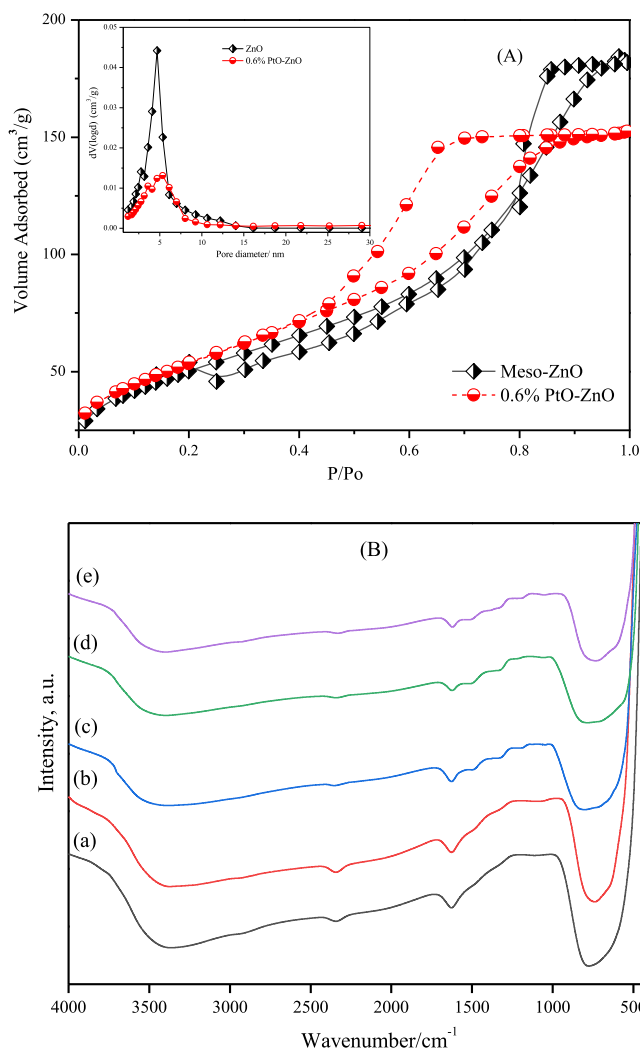 (A)
200
150
100
50
Volume Adsorbed (cm³/g)
0.0 0.2 0.4 0.6 0.8 1.0
P/Po
Meso-ZnO
0.6% PtO-ZnO
0.05
0.04
0.03
0.02
0.01
0.00
dV(logd) (cm³/g)
5 10 15 20 25 30
Pore diameter/ nm
ZnO
0.6% PtO-ZnO
(B)
(e)
(d)
(c)
(b)
(a)
Intensity, a.u.
4000 3500 3000 2500 2000 1500 1000 500
Wavenumber/cm⁻¹